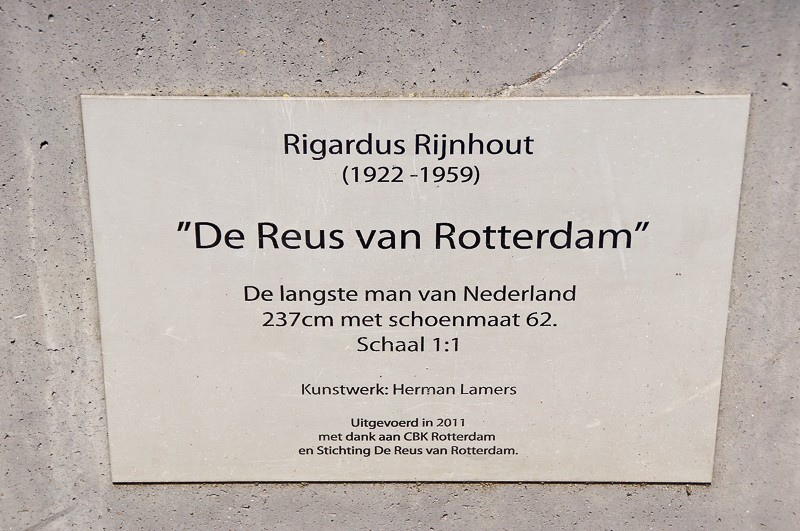 Rigardus Rijnhout
(1922 -1959)
"De Reus van Rotterdam"
De langste man van Nederland
237cm met schoenmaat 62.
Schaal 1:1
Kunstwerk: Herman Lamers
Uitgevoerd in 2011
met dank aan CBK Rotterdam
en Stichting De Reus van Rotterdam.